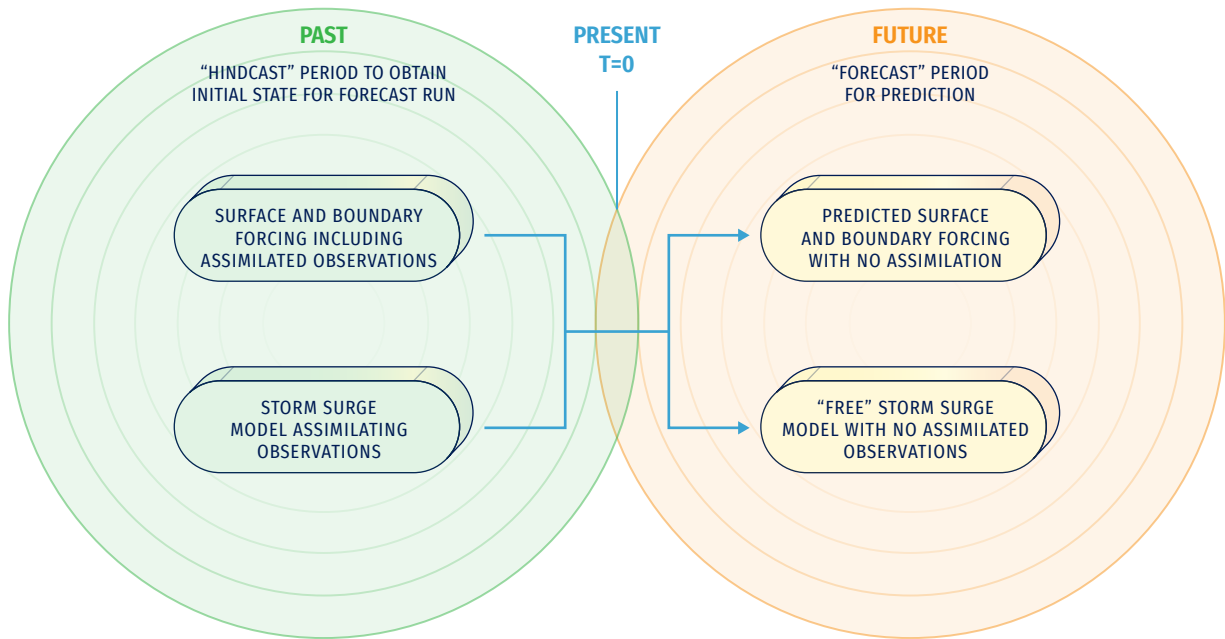 PAST
“HINDCAST” PERIOD TO OBTAIN
INITIAL STATE FOR FORECAST RUN
PRESENT
T=0
FUTURE
“FORECAST” PERIOD
FOR PREDICTION
SURFACE AND BOUNDARY
FORCING INCLUDING
ASSIMILATED OBSERVATIONS
STORM SURGE
MODEL ASSIMILATING
OBSERVATIONS
PREDICTED SURFACE
AND BOUNDARY FORCING
WITH NO ASSIMILATION
“FREE” STORM SURGE
MODEL WITH NO ASSIMILATED
OBSERVATIONS